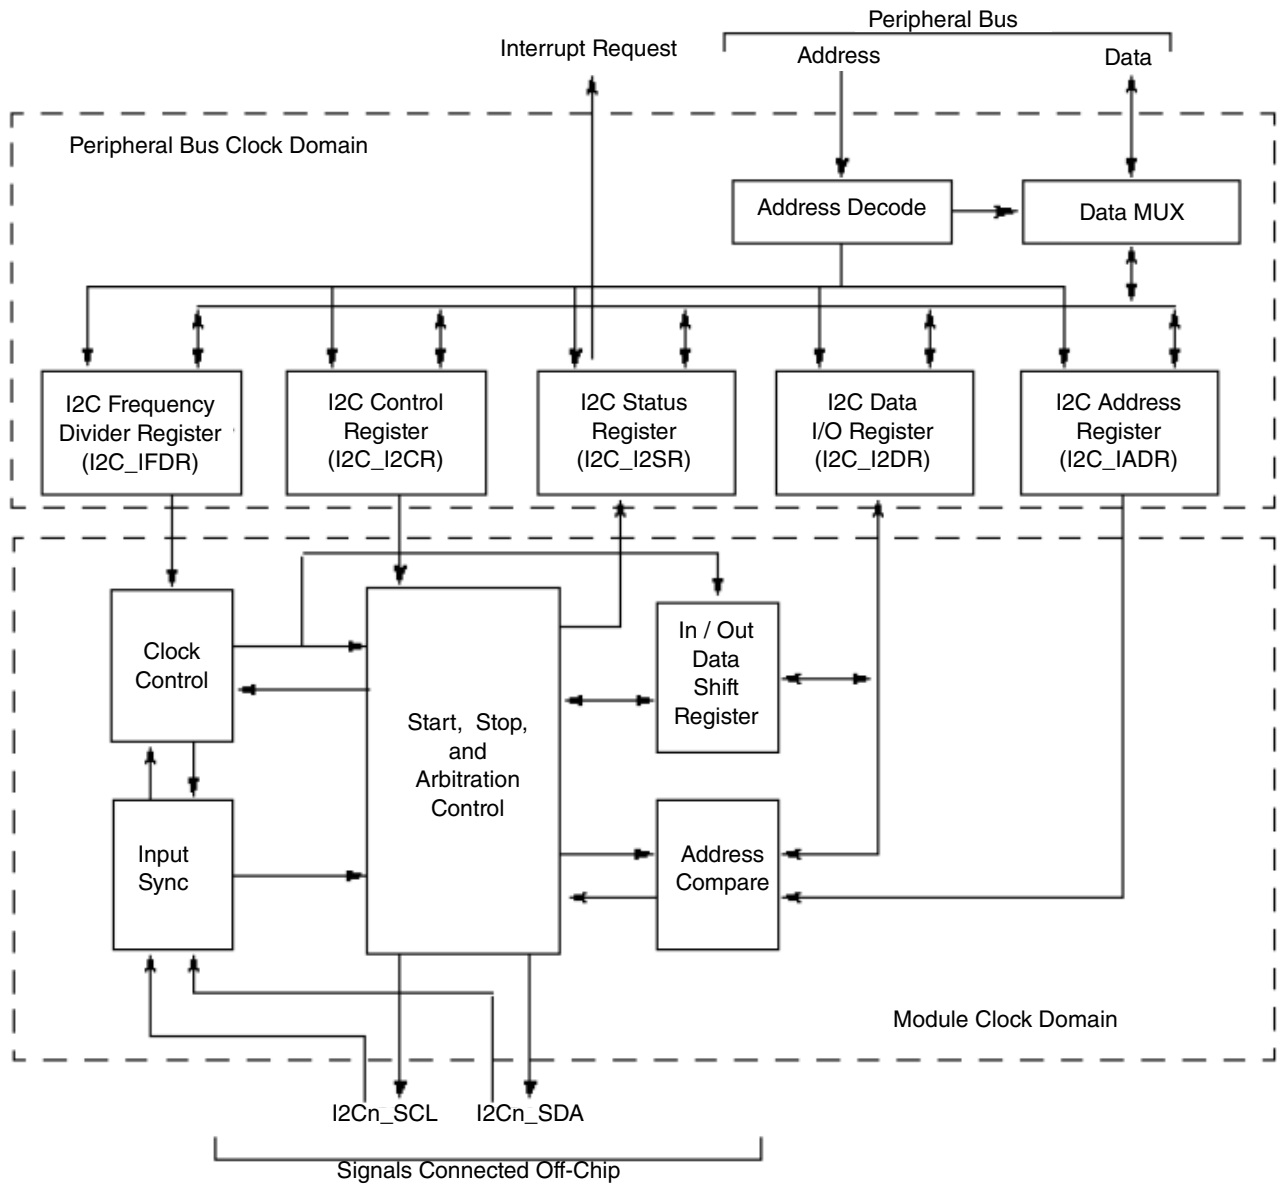 Peripheral Bus
Interrupt Request
Address
Data
Peripheral Bus Clock Domain
Address Decode
Data MUX
I2C Frequency
Divider Register
(I2C_IFDR)
I2C Control
Register
(I2C_I2CR)
I2C Status
Register
(I2C_I2SR)
I2C Data
I/O Register
(I2C_I2DR)
I2C Address
Register
(I2C_IADR)
Clock
Control
Start, Stop,
and
Arbitration
Control
In / Out
Data
Shift
Register
Input
Sync
Address
Compare
Module Clock Domain
I2Cn_SCL
I2Cn_SDA
Signals Connected Off-Chip